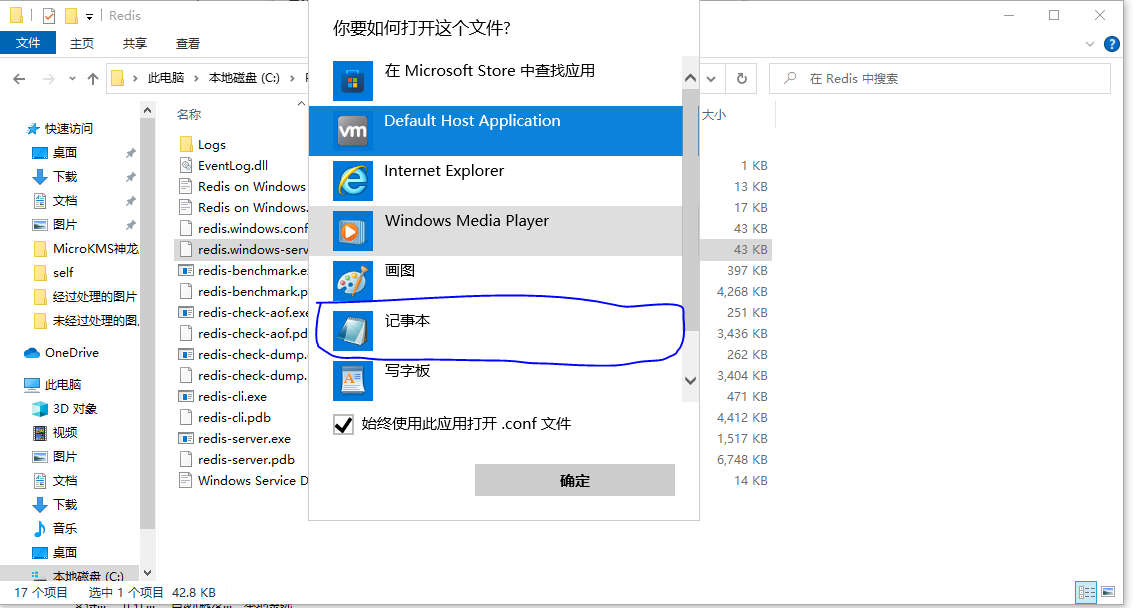 Redis
文件 主页 共享 查看
此电脑 本地磁盘 (C:)
在 Redis 中搜索
快速访问
桌面
下载
文档
图片
MicroKMS神龙
self
经过处理的图片
未经过处理的图
OneDrive
此电脑
3D 对象
视频
图片
文档
下载
音乐
桌面
本地磁盘 (C:)
名称
大小
Logs
EventLog.dll 1 KB
Redis on Windows 13 KB
Redis on Windows. 17 KB
redis.windows.conf 43 KB
redis.windows-serv 43 KB
redis-benchmark.ex 397 KB
redis-benchmark.p 4,268 KB
redis-check-aof.exe 251 KB
redis-check-aof.pd 3,436 KB
redis-check-dump. 262 KB
redis-check-dump. 3,404 KB
redis-cli.exe 471 KB
redis-cli.pdb 4,412 KB
redis-server.exe 1,517 KB
redis-server.pdb 6,748 KB
Windows Service D 14 KB
你要如何打开这个文件?
在 Microsoft Store 中查找应用
vm
Default Host Application
Internet Explorer
Windows Media Player
画图
记事本
写字板
始终使用此应用打开 .conf 文件
确定
17 个项目 选中 1 个项目 42.8 KB